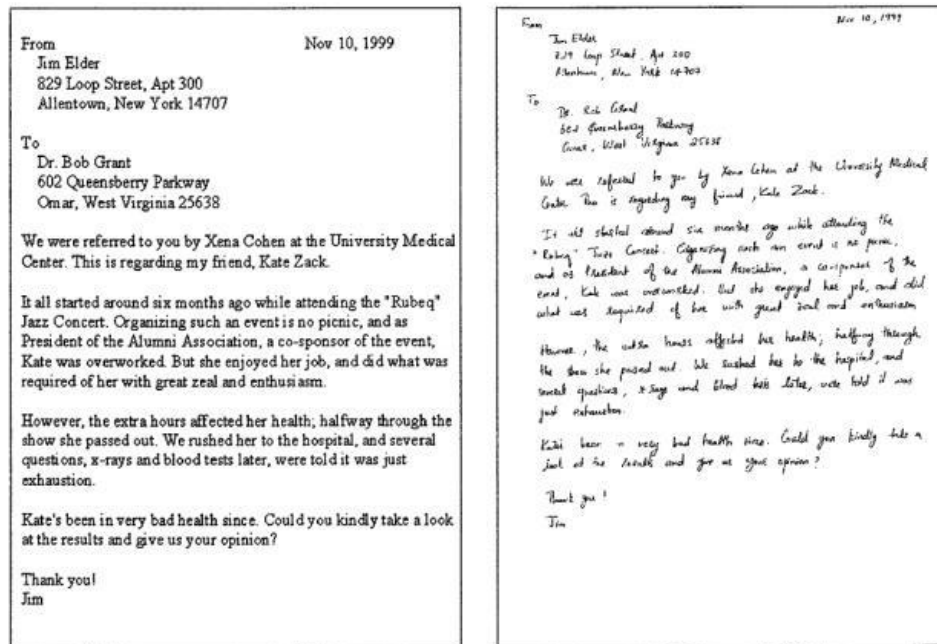 From Nov 10, 1999
Jim Elder
829 Loop Street, Apt 300
Allentown, New York 14707
To
Dr. Bob Grant
602 Queensberry Parkway
Omar, West Virginia 25638
We were referred to you by Xena Cohen at the University Medical
Center. This is regarding my friend, Kate Zack.
It all started around six months ago while attending the "Rubeq"
Jazz Concert. Organizing such an event is no picnic, and as
President of the Alumni Association, a co-sponsor of the event,
Kate was overworked. But she enjoyed her job, and did what was
required of her with great zeal and enthusiasm.
However, the extra hours affected her health; halfway through the
show she passed out. We rushed her to the hospital, and several
questions, x-rays and blood tests later, were told it was just
exhaustion.
Kate's been in very bad health since. Could you kindly take a look
at the results and give us your opinion?
Thank you!
Jim
From Nov 10, 1999
Jim Elder
829 Loop Street, Apt 300
Allentown, New York 14707
To
Dr. Bob Grant
602 Queensberry Parkway
Omar, West Virginia 25638
We were referred to you by Xena Cohen at the University Medical
Center. This is regarding my friend, Kate Zack.
It all started around six months ago while attending the
"Rubeq" Jazz Concert. Organizing such an event is no picnic,
and as President of the Alumni Association, a co-sponsor of the
event, Kate was overworked. But she enjoyed her job, and did
what was required of her with great zeal and enthusiasm
However, the extra hours affected her health; halfway through
the show she passed out. We rushed her to the hospital, and
several questions, x-rays and blood tests later, were told it was
just exhaustion.
Kate's been in very bad health since. Could you kindly take a
look at the results and give us your opinion?
Thank you!
Jim